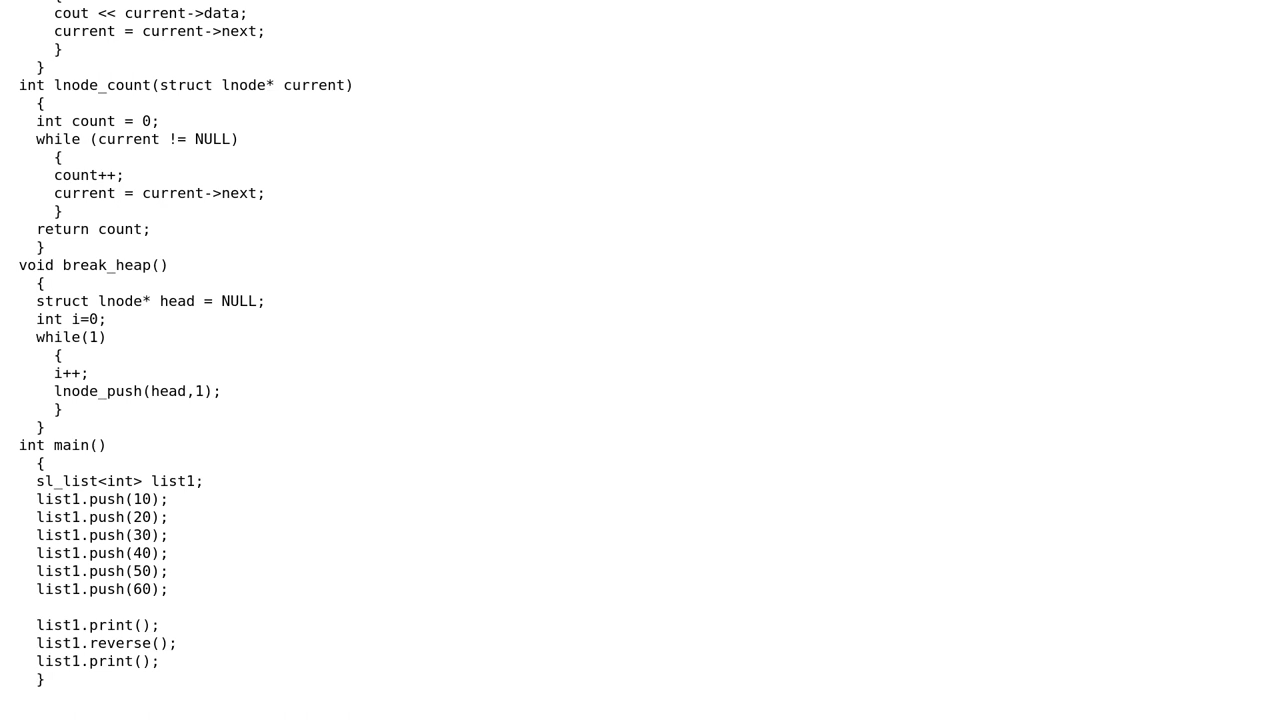 {
cout << current->data;
current = current->next;
}
}
int lnode_count(struct lnode* current)
{
int count = 0;
while (current != NULL)
{
count++;
current = current->next;
}
return count;
}
void break_heap()
{
struct lnode* head = NULL;
int i=0;
while(1)
{
i++;
lnode_push(head,1);
}
}
int main()
{
sl_list<int> list1;
list1.push(10);
list1.push(20);
list1.push(30);
list1.push(40);
list1.push(50);
list1.push(60);
list1.print();
list1.reverse();
list1.print();
}